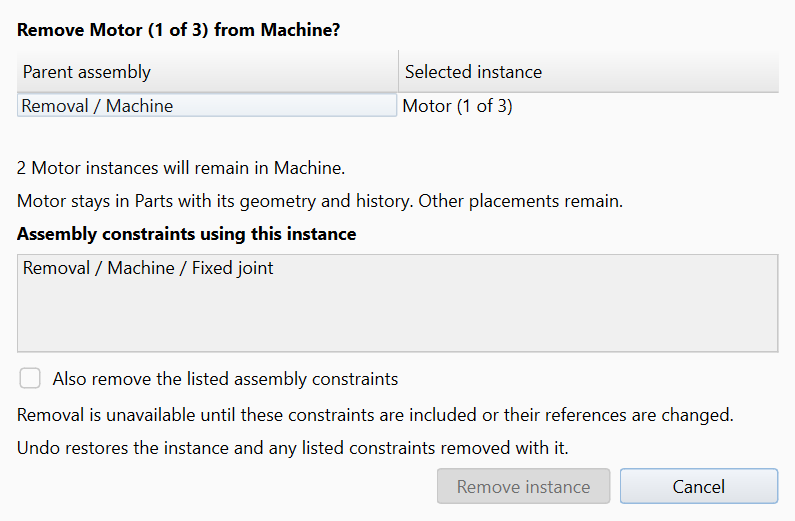 Remove Motor (1 of 3) from Machine?
Parent assembly Selected instance
Removal / Machine Motor (1 of 3)
2 Motor instances will remain in Machine.
Motor stays in Parts with its geometry and history. Other placements remain.
Assembly constraints using this instance
Removal / Machine / Fixed joint
Also remove the listed assembly constraints
Removal is unavailable until these constraints are included or their references are changed.
Undo restores the instance and any listed constraints removed with it.
Remove instance Cancel